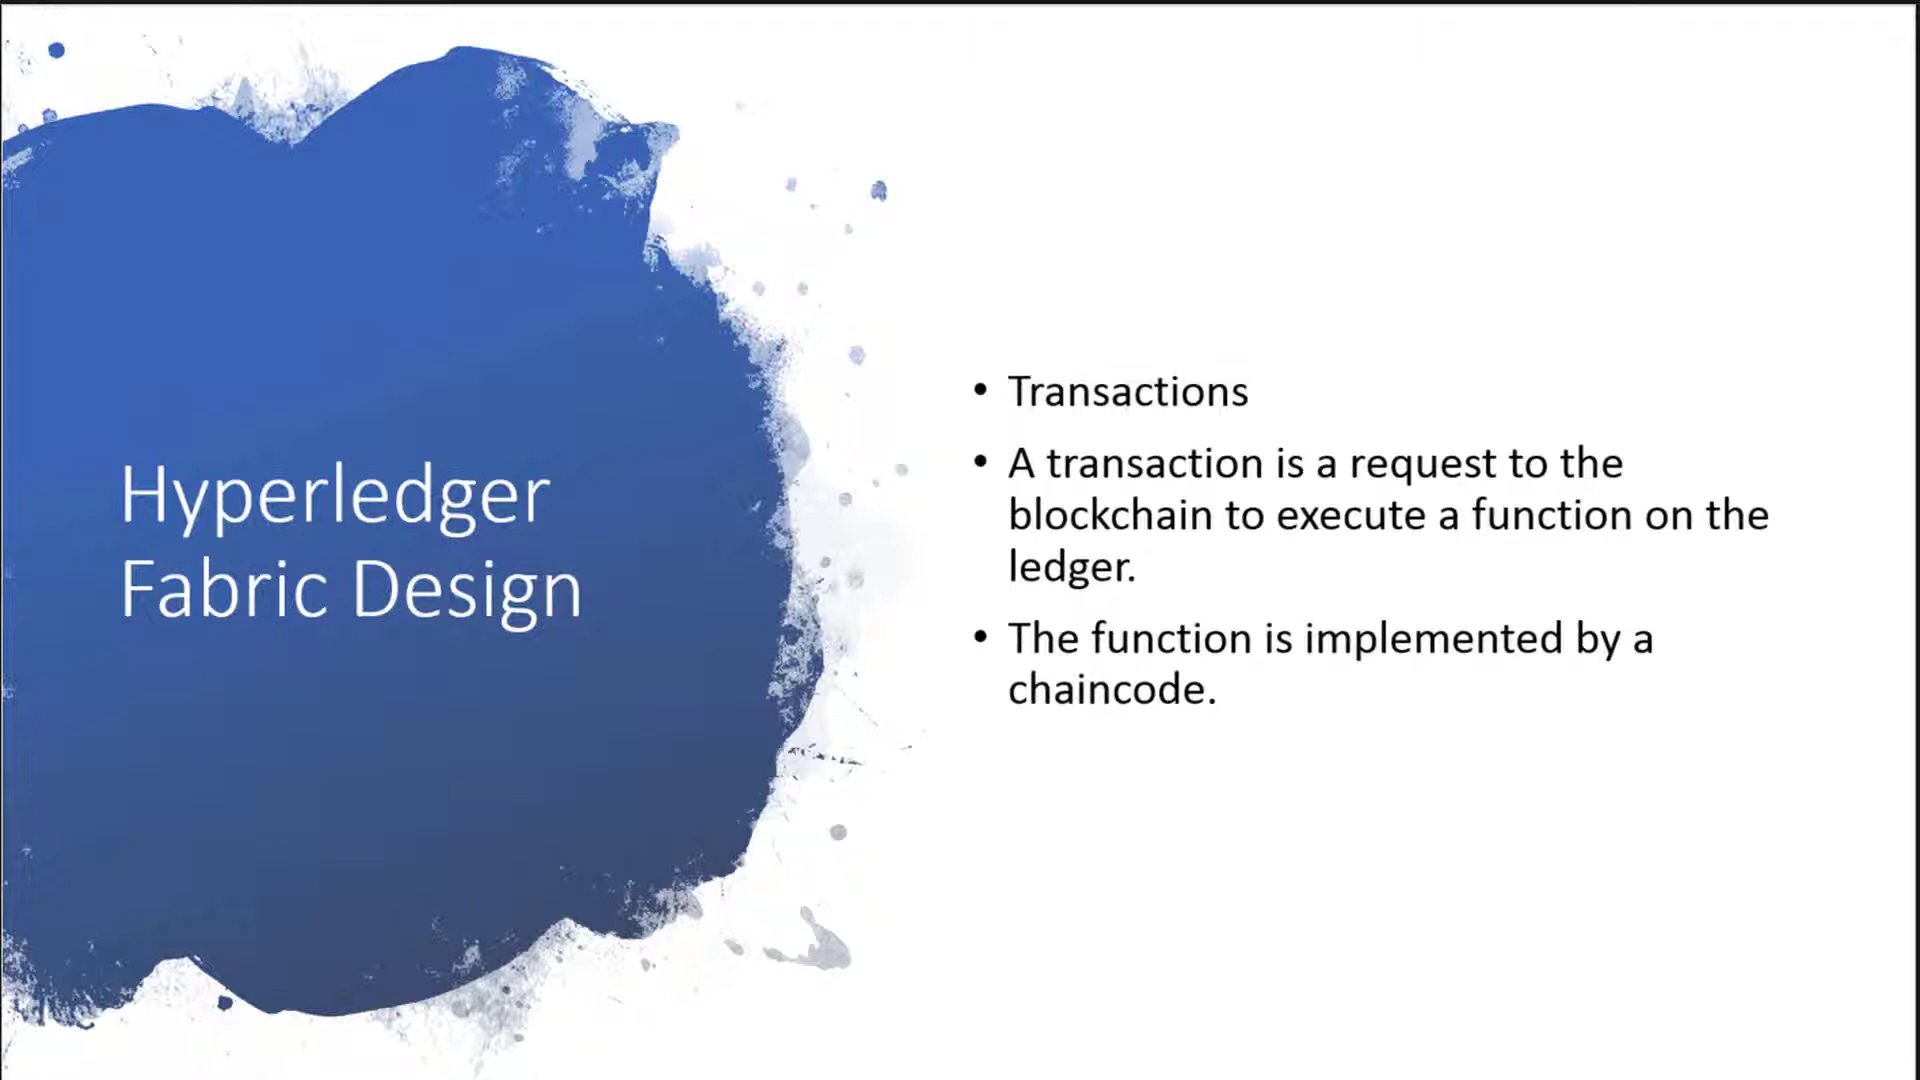 Hyperledger
Fabric Design
• Transactions
• A transaction is a request to the
blockchain to execute a function on the
ledger.
• The function is implemented by a
chaincode.